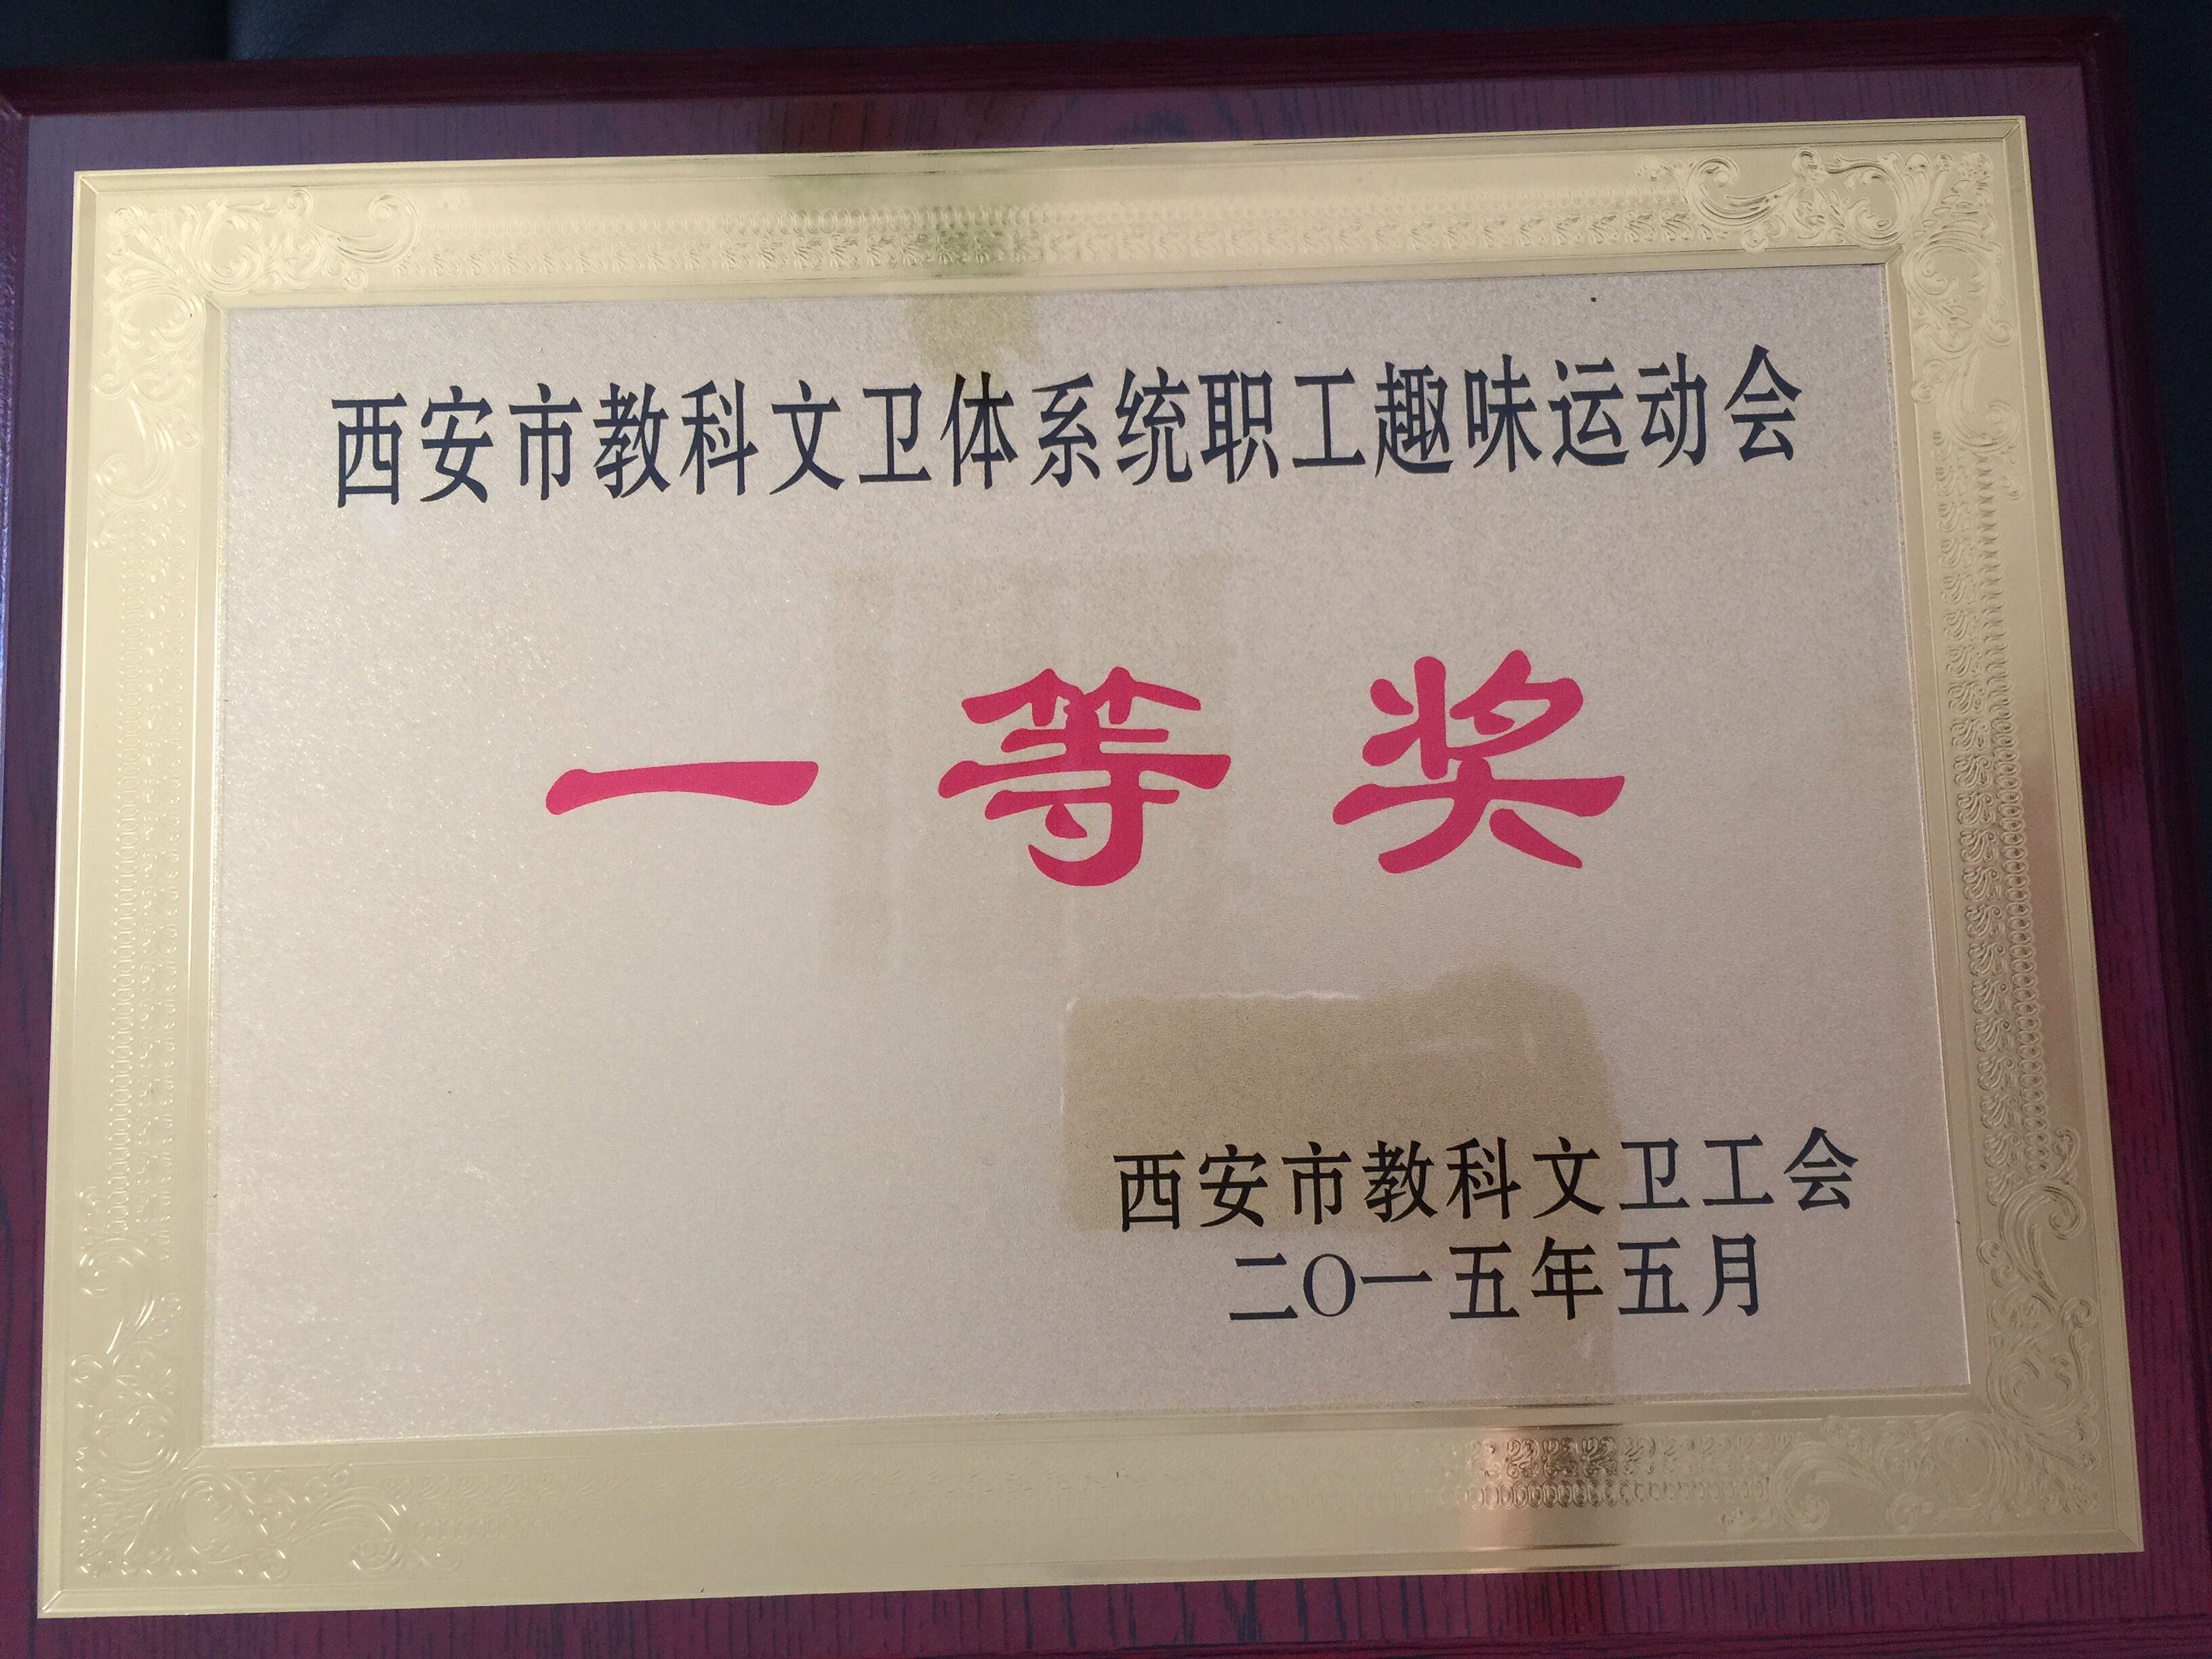 西安市教科文卫体系统职工趣味运动会
一等奖
西安市教科文卫工会
二〇一五年五月